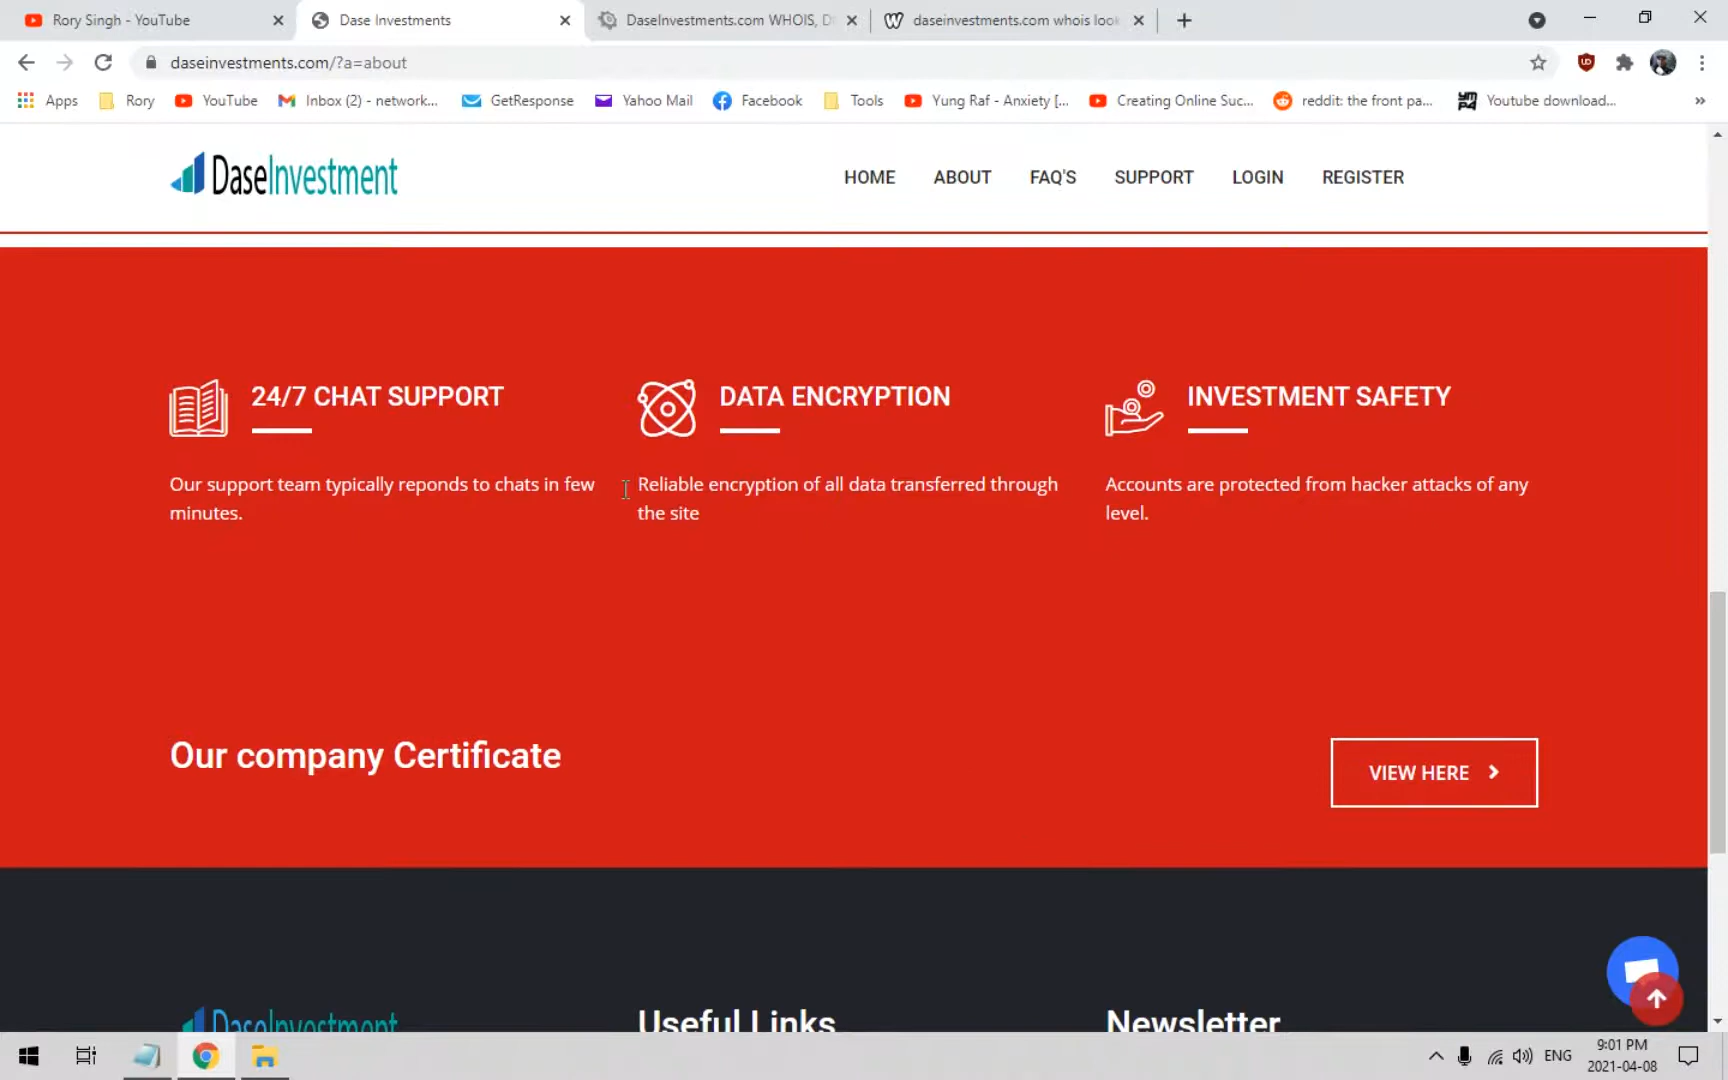 Rory Singh - YouTube
Dase Investments
DaseInvestments.com WHOIS, D
daseinvestments.com whois look
daseinvestments.com/?a=about
Apps
Rory
YouTube
Inbox (2) - network...
GetResponse
Yahoo Mail
Facebook
Tools
Yung Raf - Anxiety [...
Creating Online Suc...
reddit: the front pa...
Youtube download...
DaseInvestment
HOME
ABOUT
FAQ'S
SUPPORT
LOGIN
REGISTER
24/7 CHAT SUPPORT
Our support team typically reponds to chats in few
minutes.
DATA ENCRYPTION
Reliable encryption of all data transferred through
the site
INVESTMENT SAFETY
Accounts are protected from hacker attacks of any
level.
Our company Certificate
VIEW HERE
DaseInvestment
Useful Links
Newsletter
ENG
9:01 PM
2021-04-08